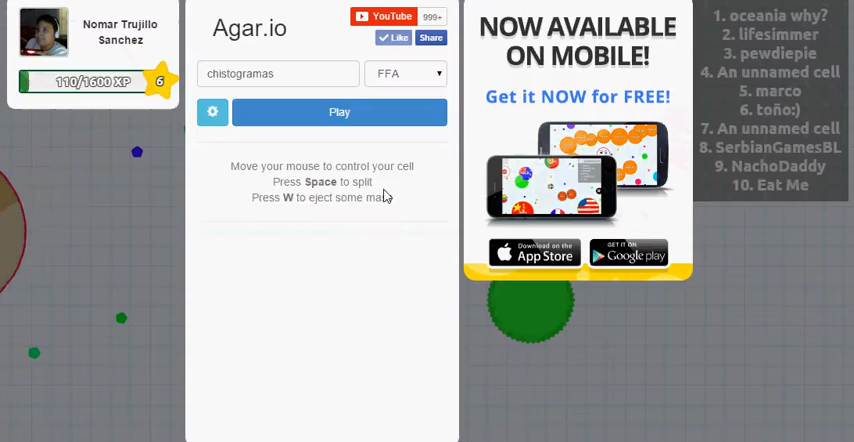 Nomar Trujillo
Sanchez
110/1600 XP
6
Agar.io
YouTube
999+
Like
Share
chistogramas
FFA
Play
Move your mouse to control your cell
Press Space to split
Press W to eject some mass
NOW AVAILABLE
ON MOBILE!
Get it NOW for FREE!
Download on the
App Store
GET IT ON
Google play
1. oceania why?
2. lifesimmer
3. pewdiepie
4. An unnamed cell
5. marco
6. toño:)
7. An unnamed cell
8. SerbianGamesBL
9. NachoDaddy
10. Eat Me